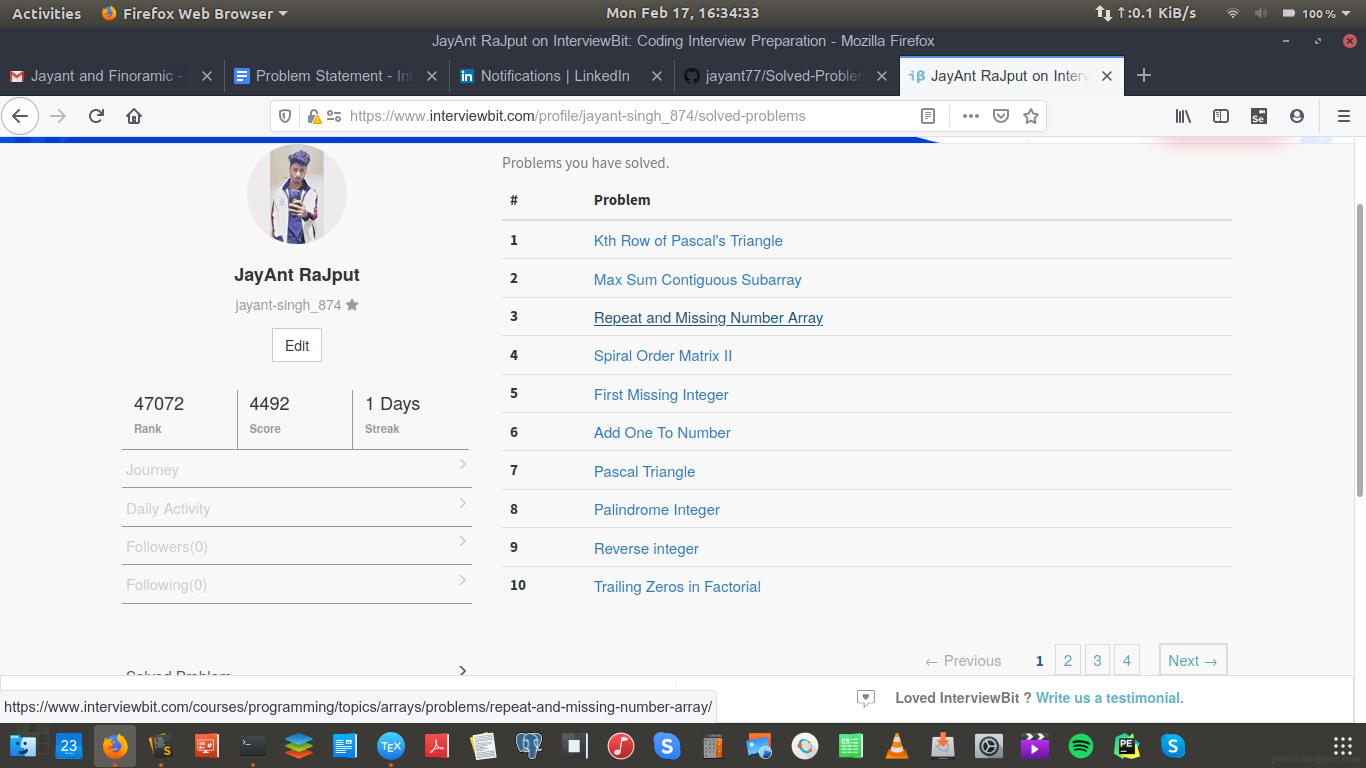 Activities Firefox Web Browser Mon Feb 17, 16:34:33 ↑:0.1 KiB/s 100 %
JayAnt RaJput on InterviewBit: Coding Interview Preparation - Mozilla Firefox
Jayant and Finoramic - Problem Statement - Int Notifications | LinkedIn jayant77/Solved-Problem iβ JayAnt RaJput on Interv
https://www.interviewbit.com/profile/jayant-singh_874/solved-problems
Problems you have solved.
# Problem
1 Kth Row of Pascal's Triangle
2 Max Sum Contiguous Subarray
3 Repeat and Missing Number Array
4 Spiral Order Matrix II
5 First Missing Integer
6 Add One To Number
7 Pascal Triangle
8 Palindrome Integer
9 Reverse integer
10 Trailing Zeros in Factorial
← Previous 1 2 3 4 Next →
JayAnt RaJput
jayant-singh_874
Edit
47072 4492 1 Days
Rank Score Streak
Journey
Daily Activity
Followers(0)
Following(0)
Solved Problem
Loved InterviewBit ? Write us a testimonial.
https://www.interviewbit.com/courses/programming/topics/arrays/problems/repeat-and-missing-number-array/
23